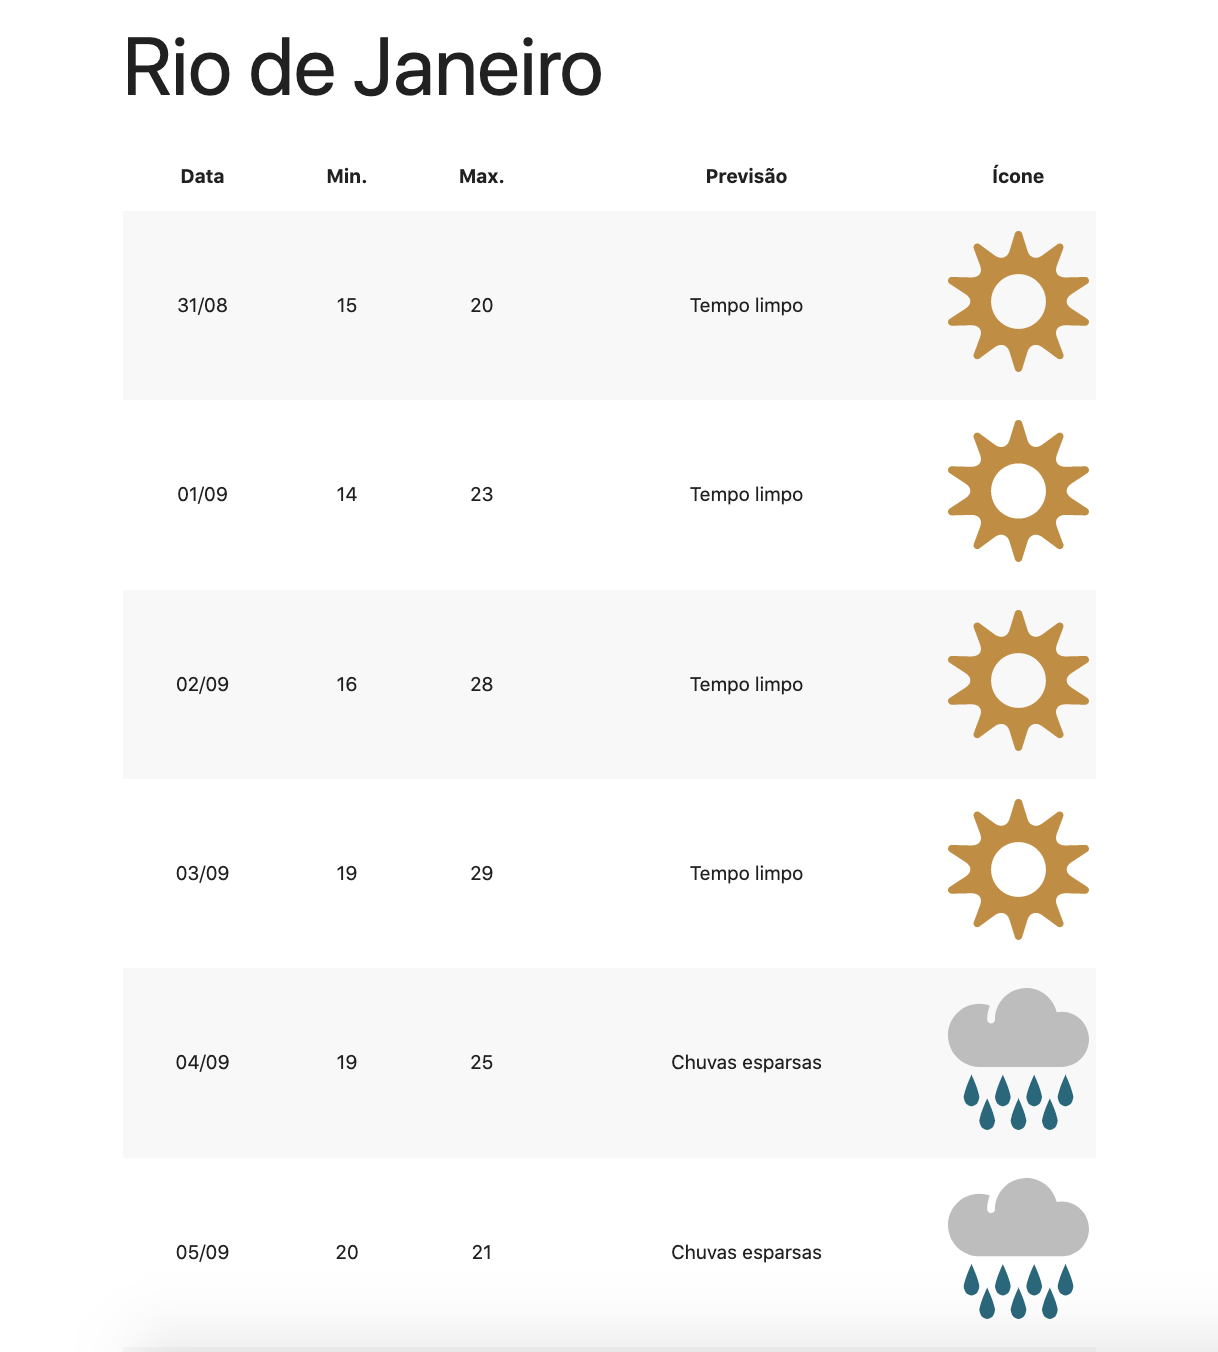 Rio de Janeiro
Data Min. Max. Previsão Ícone
31/08 15 20 Tempo limpo
01/09 14 23 Tempo limpo
02/09 16 28 Tempo limpo
03/09 19 29 Tempo limpo
04/09 19 25 Chuvas esparsas
05/09 20 21 Chuvas esparsas